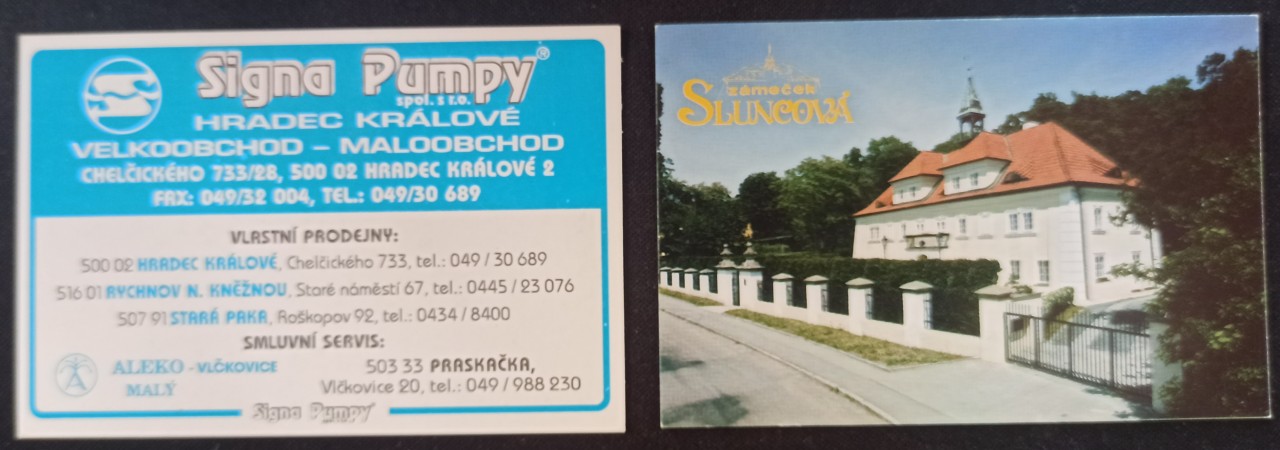 Signa Pumpy®
spol. s r.o.
HRADEC KRÁLOVÉ
VELKOOBCHOD – MALOOBCHOD
CHELČICKÉHO 733/28, 500 02 HRADEC KRÁLOVÉ 2
FAX: 049/32 004, TEL.: 049/30 689
VLASTNÍ PRODEJNY:
500 02 HRADEC KRÁLOVÉ, Chelčického 733, tel.: 049 / 30 689
516 01 RYCHNOV N. KNĚŽNOU, Staré náměstí 67, tel.: 0445 / 23 076
507 91 STARÁ PAKA, Roškopov 92, tel.: 0434 / 8400
SMLUVNÍ SERVIS:
ALEKO - VLČKOVICE
MALÝ
503 33 PRASKAČKA,
Vlčkovice 20, tel.: 049 / 988 230
Signa Pumpy®
zámeček
SLUNCOVÁ